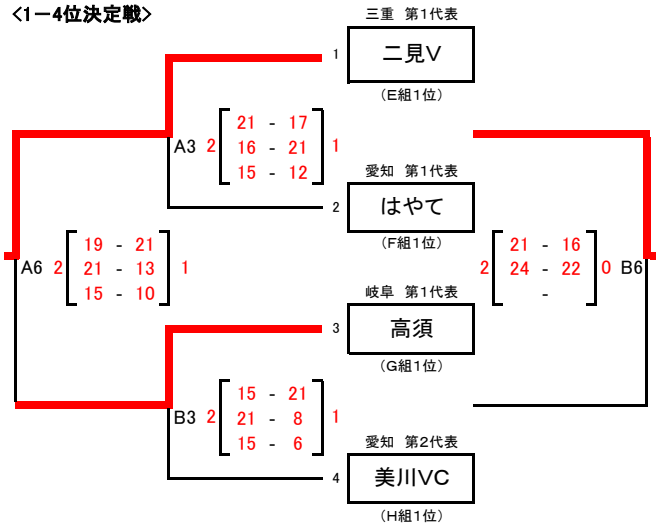 <1ー4位決定戦>
三重 第1代表
1 二見V
(E組1位)
A3 2 21 - 17 1
16 - 21
15 - 12
愛知 第1代表
2 はやて
(F組1位)
A6 2 19 - 21 1
21 - 13
15 - 10
2 21 - 16 0 B6
24 - 22
-
岐阜 第1代表
3 高須
(G組1位)
B3 2 15 - 21 1
21 - 8
15 - 6
愛知 第2代表
4 美川VC
(H組1位)